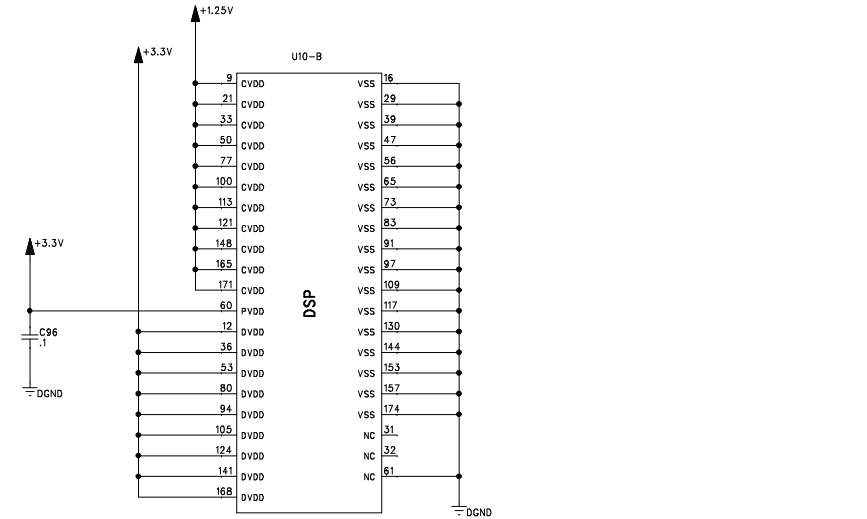 +1.25V
+3.3V
U10-B
9 CVDD VSS 16
21 CVDD VSS 29
33 CVDD VSS 39
50 CVDD VSS 47
77 CVDD VSS 56
100 CVDD VSS 65
113 CVDD VSS 73
121 CVDD VSS 83
148 CVDD VSS 91
+3.3V
165 CVDD VSS 97
171 CVDD VSS 109
DSP
60 PVDD VSS 117
12 DVDD VSS 130
C96
.1
36 DVDD VSS 144
53 DVDD VSS 153
80 DVDD VSS 157
DGND
94 DVDD VSS 174
105 DVDD NC 31
124 DVDD NC 32
141 DVDD NC 61
168 DVDD
DGND